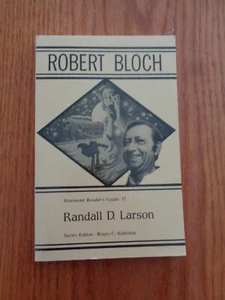 ROBERT BLOCH
Starmont Reader's Guide 37
Randall D. Larson
Series Editor: Roger C. Schlobin